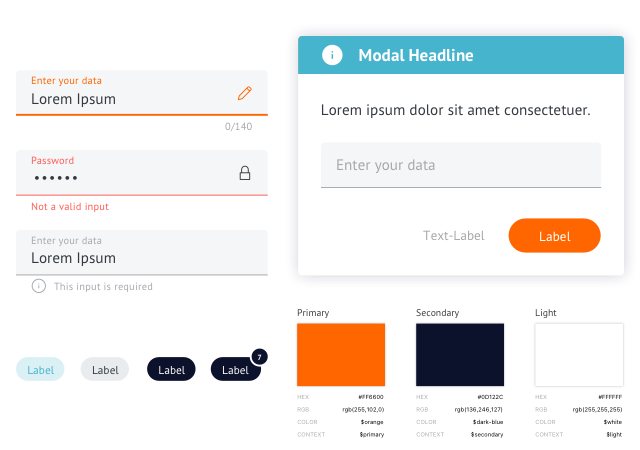 Enter your data
Lorem Ipsum
0/140
Password
••••••
Not a valid input
Enter your data
Lorem Ipsum
This input is required
Label
Label
Label
Label
7
Modal Headline
Lorem ipsum dolor sit amet consectetuer.
Enter your data
Text-Label
Label
Primary
HEX #FF6600
RGB rgb(255,102,0)
COLOR $orange
CONTEXT $primary
Secondary
HEX #0D122C
RGB rgb(136,246,127)
COLOR $dark-blue
CONTEXT $secondary
Light
HEX #FFFFFF
RGB rgb(255,255,255)
COLOR $white
CONTEXT $light